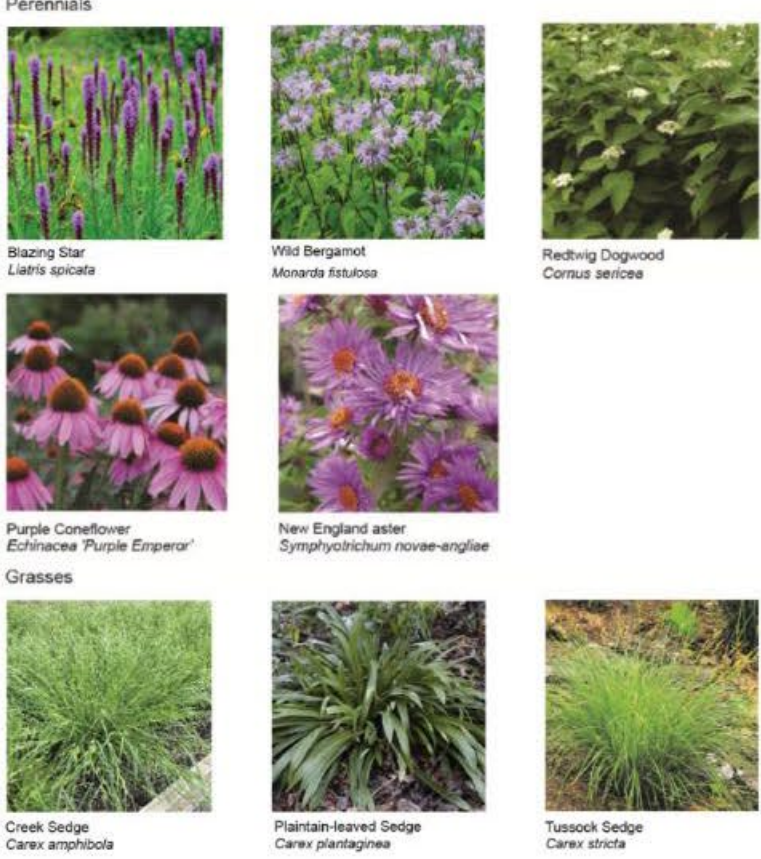 Perennials
Blazing Star
Liatris spicata
Wild Bergamot
Monarda fistulosa
Redtwig Dogwood
Cornus sericea
Purple Coneflower
Echinacea 'Purple Emperor'
New England aster
Symphyotrichum novae-angliae
Grasses
Creek Sedge
Carex amphibola
Plaintain-leaved Sedge
Carex plantaginea
Tussock Sedge
Carex stricta